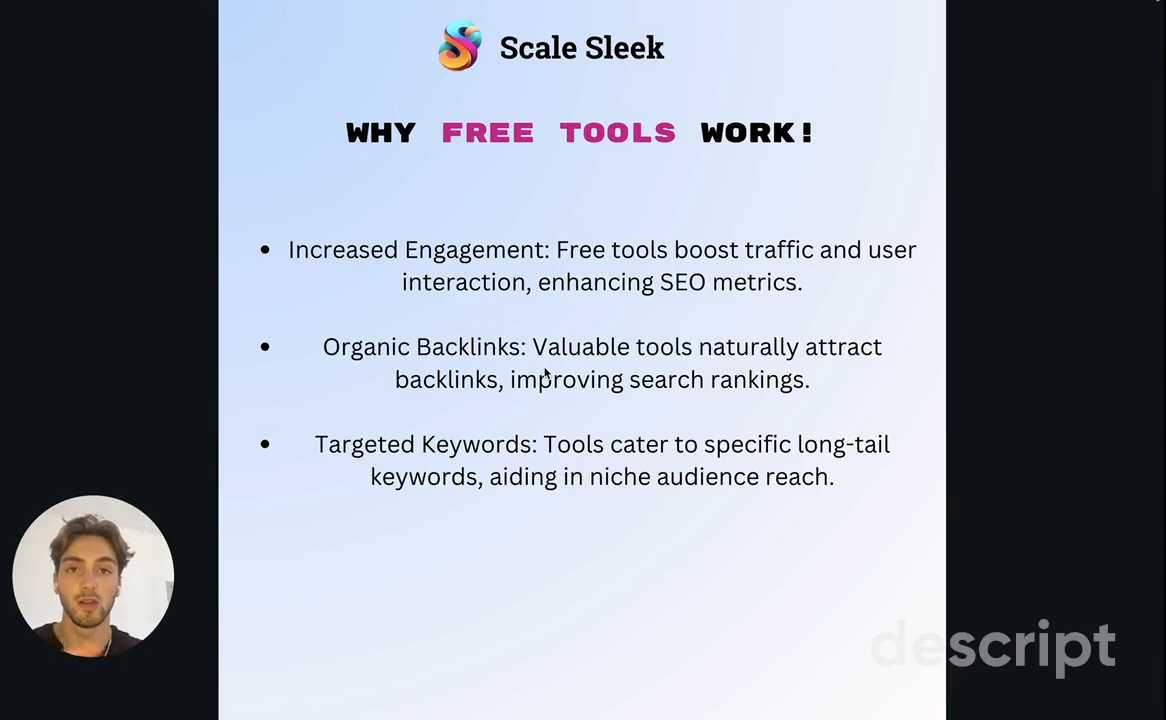 Scale Sleek
WHY FREE TOOLS WORK!
• Increased Engagement: Free tools boost traffic and user
interaction, enhancing SEO metrics.
• Organic Backlinks: Valuable tools naturally attract
backlinks, improving search rankings.
• Targeted Keywords: Tools cater to specific long-tail
keywords, aiding in niche audience reach.
descript